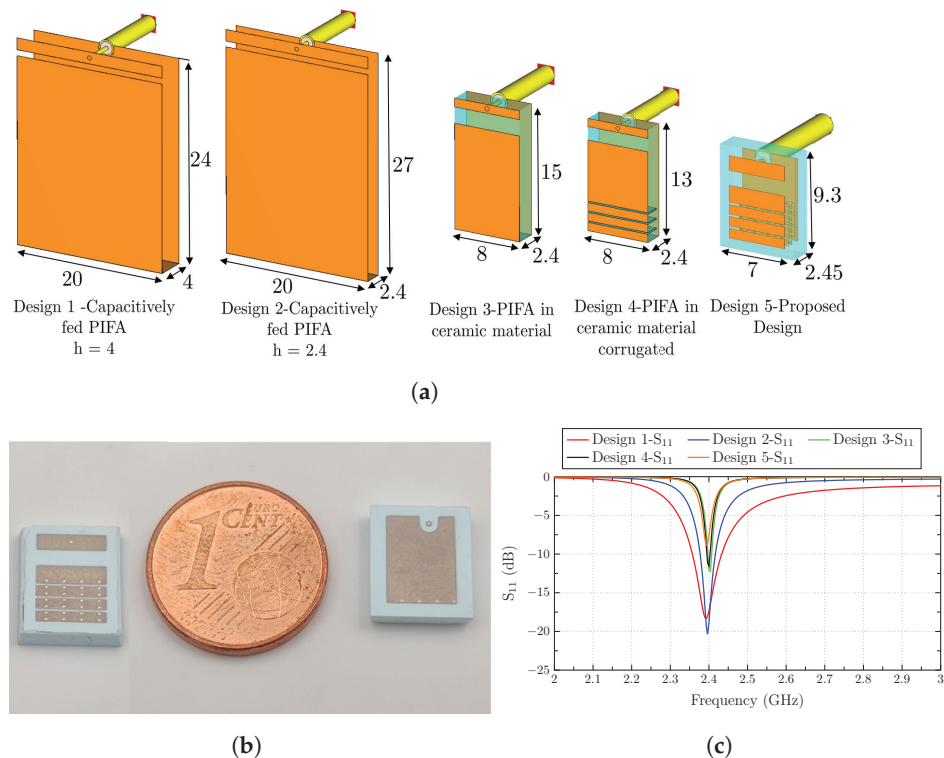 24
20
4
Design 1 -Capacitively
fed PIFA
h = 4
27
20
2.4
Design 2-Capacitively
fed PIFA
h = 2.4
15
8
2.4
Design 3-PIFA in
ceramic material
13
8
2.4
Design 4-PIFA in
ceramic material
corrugated
9.3
7
2.45
Design 5-Proposed
Design
(a)
1
EURO
CENT
(b)
Design 1-S₁₁ Design 2-S₁₁ Design 3-S₁₁
Design 4-S₁₁ Design 5-S₁₁
0
−5
−10
−15
−20
−25
S₁₁ (dB)
2 2.1 2.2 2.3 2.4 2.5 2.6 2.7 2.8 2.9 3
Frequency (GHz)
(c)